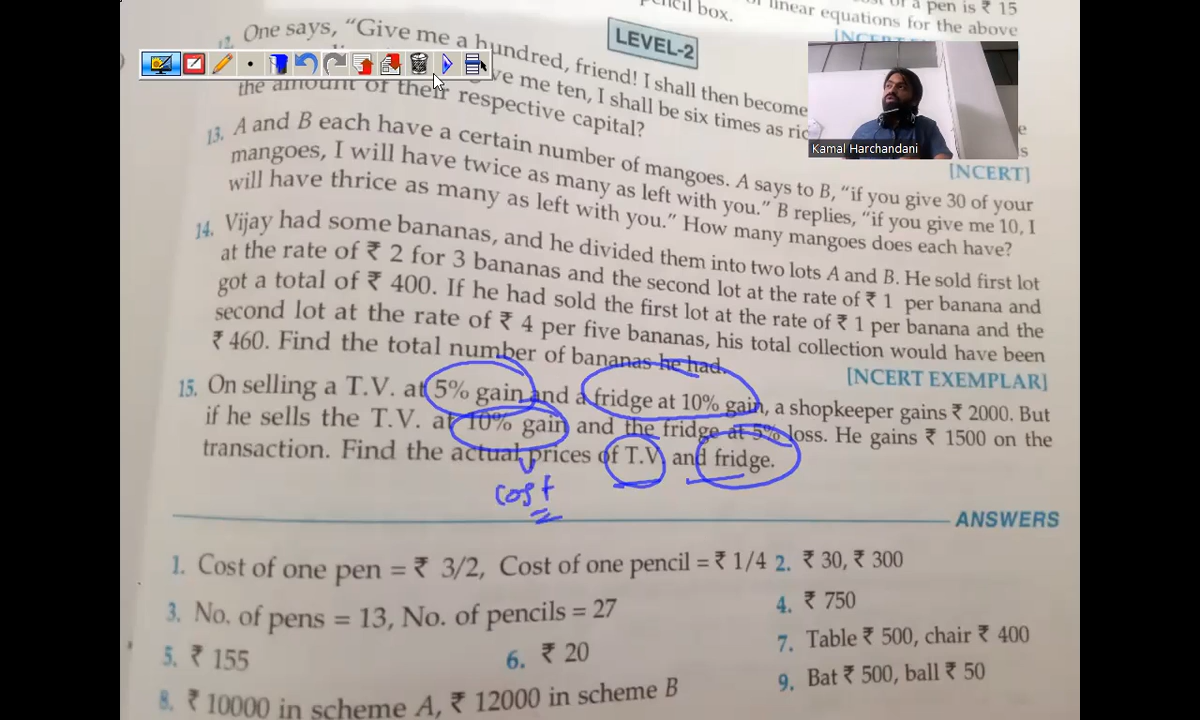 of a pen is ₹ 15
pencil box.
linear equations for the above
LEVEL-2
12. One says, "Give me a hundred, friend! I shall then become
ve me ten, I shall be six times as ric
the amount of their respective capital?
Kamal Harchandani
[NCERT]
13. A and B each have a certain number of mangoes. A says to B, "if you give 30 of your
mangoes, I will have twice as many as left with you." B replies, "if you give me 10, I
will have thrice as many as left with you." How many mangoes does each have?
14. Vijay had some bananas, and he divided them into two lots A and B. He sold first lot
at the rate of ₹ 2 for 3 bananas and the second lot at the rate of ₹ 1 per banana and
got a total of ₹ 400. If he had sold the first lot at the rate of ₹ 1 per banana and the
second lot at the rate of ₹ 4 per five bananas, his total collection would have been
₹ 460. Find the total number of bananas he had.
[NCERT EXEMPLAR]
15. On selling a T.V. at 5% gain and a fridge at 10% gain, a shopkeeper gains ₹ 2000. But
if he sells the T.V. at 10% gain and the fridge at 5% loss. He gains ₹ 1500 on the
transaction. Find the actual prices of T.V. and fridge.
cost
ANSWERS
1. Cost of one pen = ₹ 3/2, Cost of one pencil = ₹ 1/4 2. ₹ 30, ₹ 300
3. No. of pens = 13, No. of pencils = 27 4. ₹ 750
5. ₹ 155 6. ₹ 20 7. Table ₹ 500, chair ₹ 400
8. ₹ 10000 in scheme A, ₹ 12000 in scheme B 9. Bat ₹ 500, ball ₹ 50